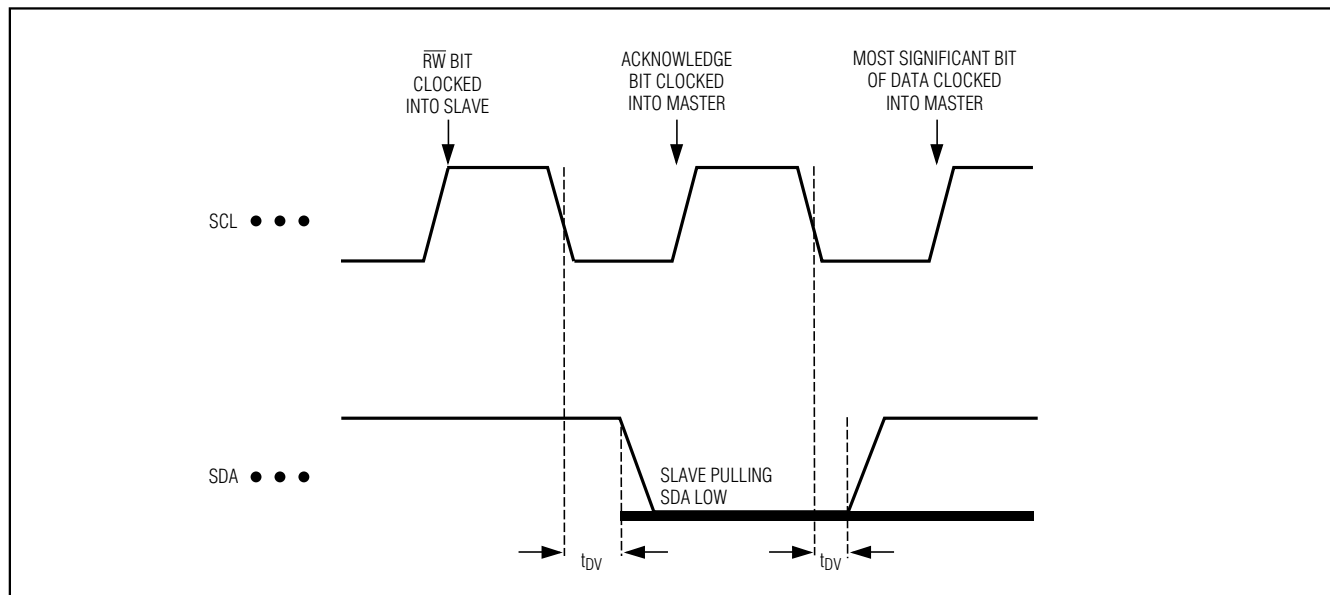 R̅W̅ BIT
CLOCKED
INTO SLAVE
ACKNOWLEDGE
BIT CLOCKED
INTO MASTER
MOST SIGNIFICANT BIT
OF DATA CLOCKED
INTO MASTER
SCL
SDA
SLAVE PULLING
SDA LOW
tDV
tDV